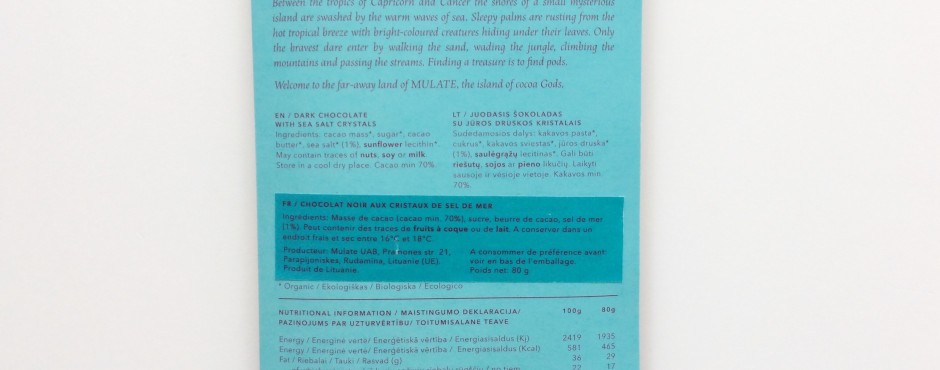 Between the tropics of Capricorn and Cancer the shores of a small mysterious
island are swashed by the warm waves of sea. Sleepy palms are rusting from the
hot tropical breeze with bright-coloured creatures hiding under their leaves. Only
the bravest dare enter by walking the sand, wading the jungle, climbing the
mountains and passing the streams. Finding a treasure is to find pods.
Welcome to the far-away land of MULATE, the island of cocoa Gods.
EN / DARK CHOCOLATE
WITH SEA SALT CRYSTALS
Ingredients: cacao mass*, sugar*, cacao
butter*, sea salt* (1%), sunflower lecithin*.
May contain traces of nuts, soy or milk.
Store in a cool dry place. Cacao min 70%.
LT / JUODASIS ŠOKOLADAS
SU JŪROS DRUSKOS KRISTALAIS
Sudedamosios dalys: kakavos pasta*,
cukrus*, kakavos sviestas*, jūros druska*
(1%), saulėgrąžų lecitinas*. Gali būti
riešutų, sojos ar pieno likučių. Laikyti
sausoje ir vėsioje vietoje. Kakavos min.
70%.
FR / CHOCOLAT NOIR AUX CRISTAUX DE SEL DE MER
Ingrédients: Masse de cacao (cacao min. 70%), sucre, beurre de cacao, sel de mer
(1%). Peut contenir des traces de fruits à coque ou de lait. A conserver dans un
endroit frais et sec entre 16°C et 18°C.
Producteur: Mulate UAB, Pramonės str. 21,
Parapijoniskes, Rudamina, Lituanie (UE).
Produit de Lituanie.
A consommer de préférence avant:
voir en bas de l'emballage.
Poids net: 80 g
* Organic / Ekologiškas / Bioloģiska / Ecologico
NUTRITIONAL INFORMATION / MAISTINGUMO DEKLARACIJA/ 100g 80g
PAZIŅOJUMS PAR UZTURVĒRTĪBU/ TOITUMISALANE TEAVE
Energy / Energinė vertė/ Enerģētiskā vērtība / Energiasisaldus (Kj) 2419 1935
Energy / Energinė vertė/ Enerģētiskā vērtība / Energiasisaldus (Kcal) 581 465
Fat / Riebalai / Tauki / Rasvad (g) 36 29
22 17